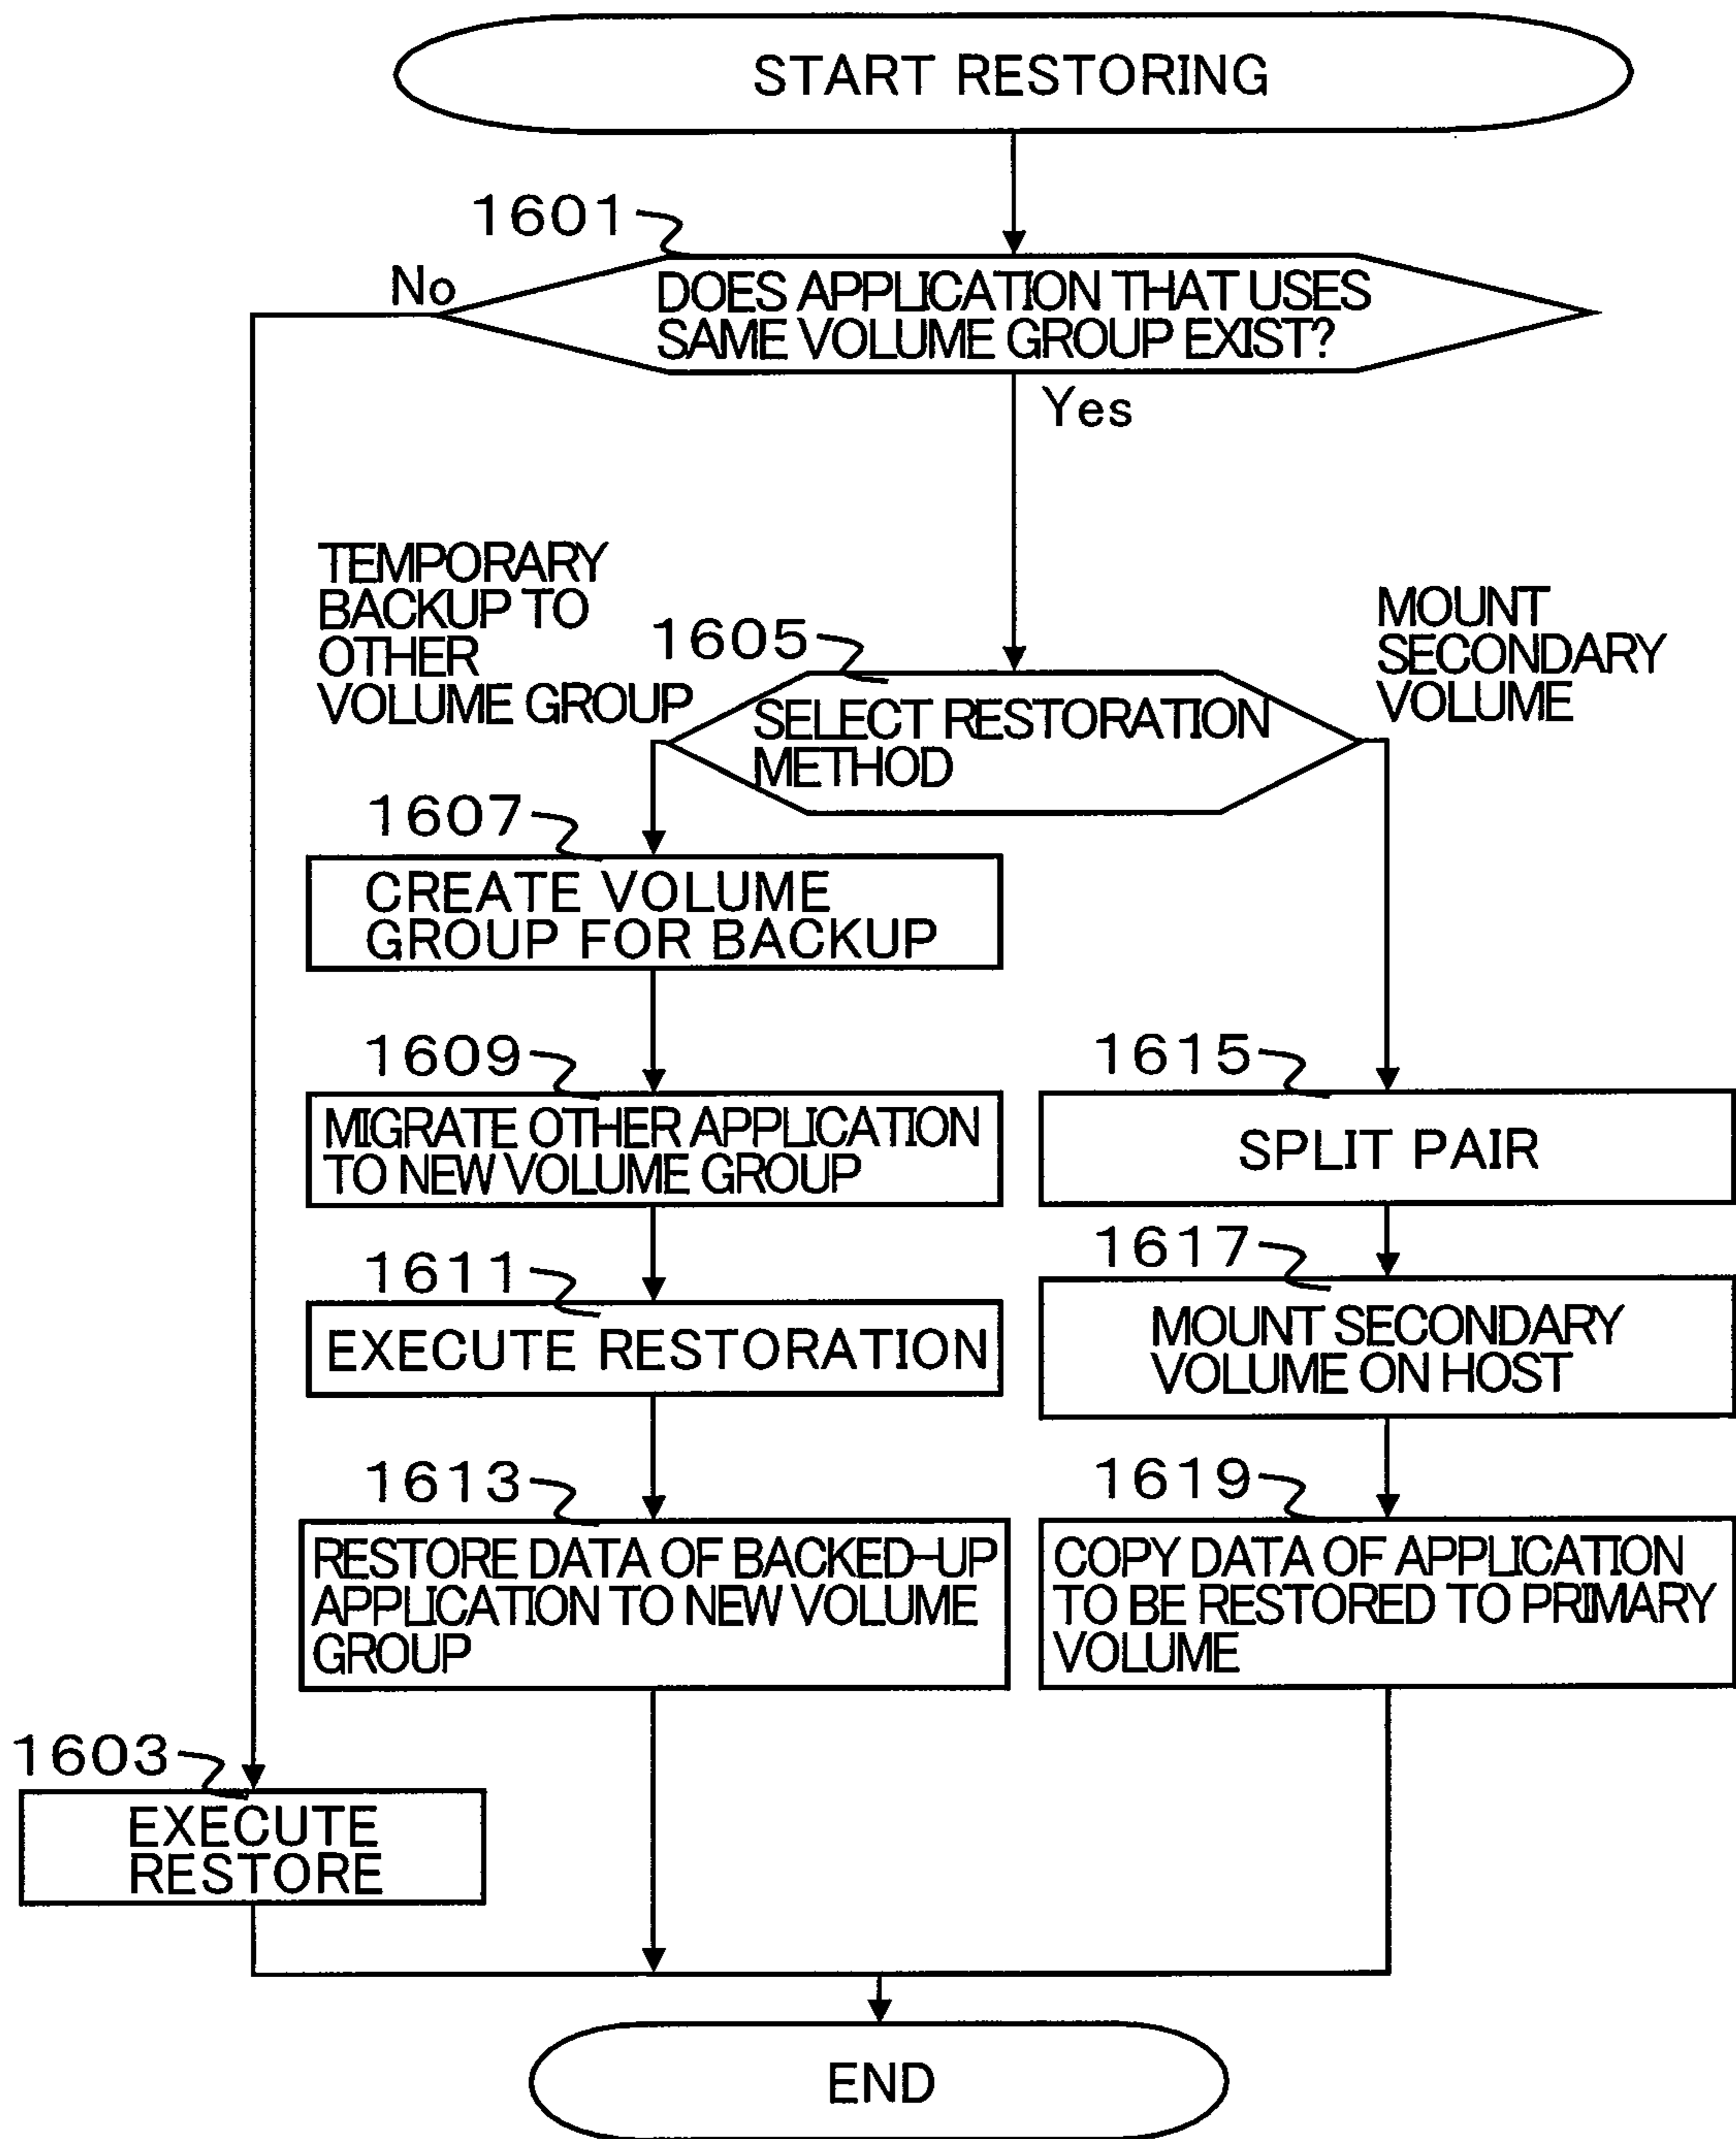 START RESTORING
1601
No
DOES APPLICATION THAT USES
SAME VOLUME GROUP EXIST?
Yes
TEMPORARY
BACKUP TO
OTHER
VOLUME GROUP
MOUNT
SECONDARY
VOLUME
1605
SELECT RESTORATION
METHOD
1607
CREATE VOLUME
GROUP FOR BACKUP
1609
MIGRATE OTHER APPLICATION
TO NEW VOLUME GROUP
1611
EXECUTE RESTORATION
1613
RESTORE DATA OF BACKED-UP
APPLICATION TO NEW VOLUME
GROUP
1615
SPLIT PAIR
1617
MOUNT SECONDARY
VOLUME ON HOST
1619
COPY DATA OF APPLICATION
TO BE RESTORED TO PRIMARY
VOLUME
1603
EXECUTE
RESTORE
END